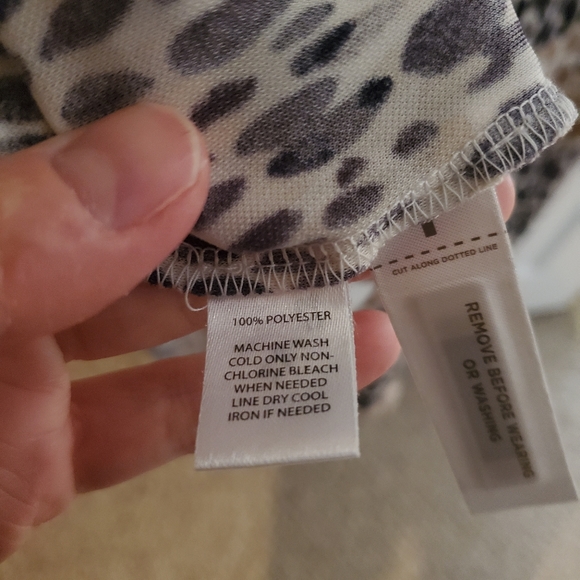 100% POLYESTER
MACHINE WASH
COLD ONLY NON-
CHLORINE BLEACH
WHEN NEEDED
LINE DRY COOL
IRON IF NEEDED
CUT ALONG DOTTED LINE
REMOVE BEFORE WEARING
OR WASHING